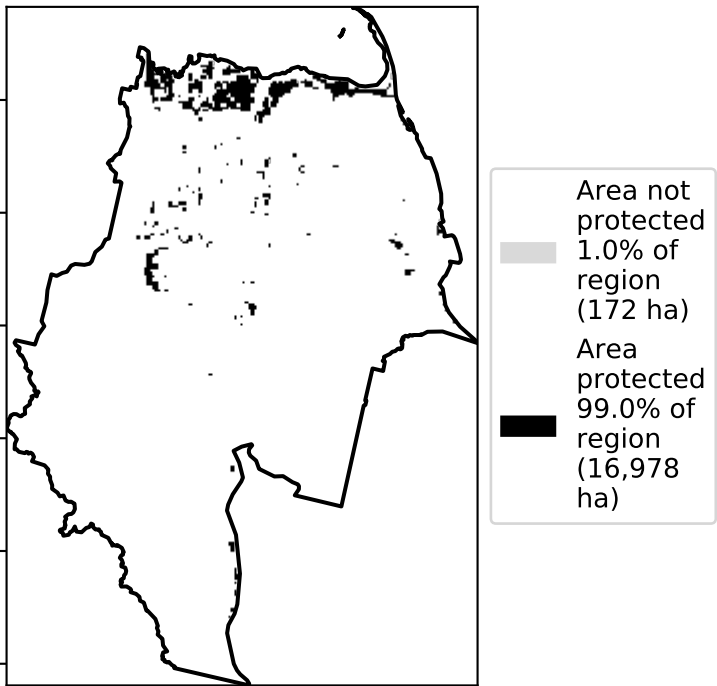 Area not
protected
1.0% of
region
(172 ha)
Area
protected
99.0% of
region
(16,978
ha)